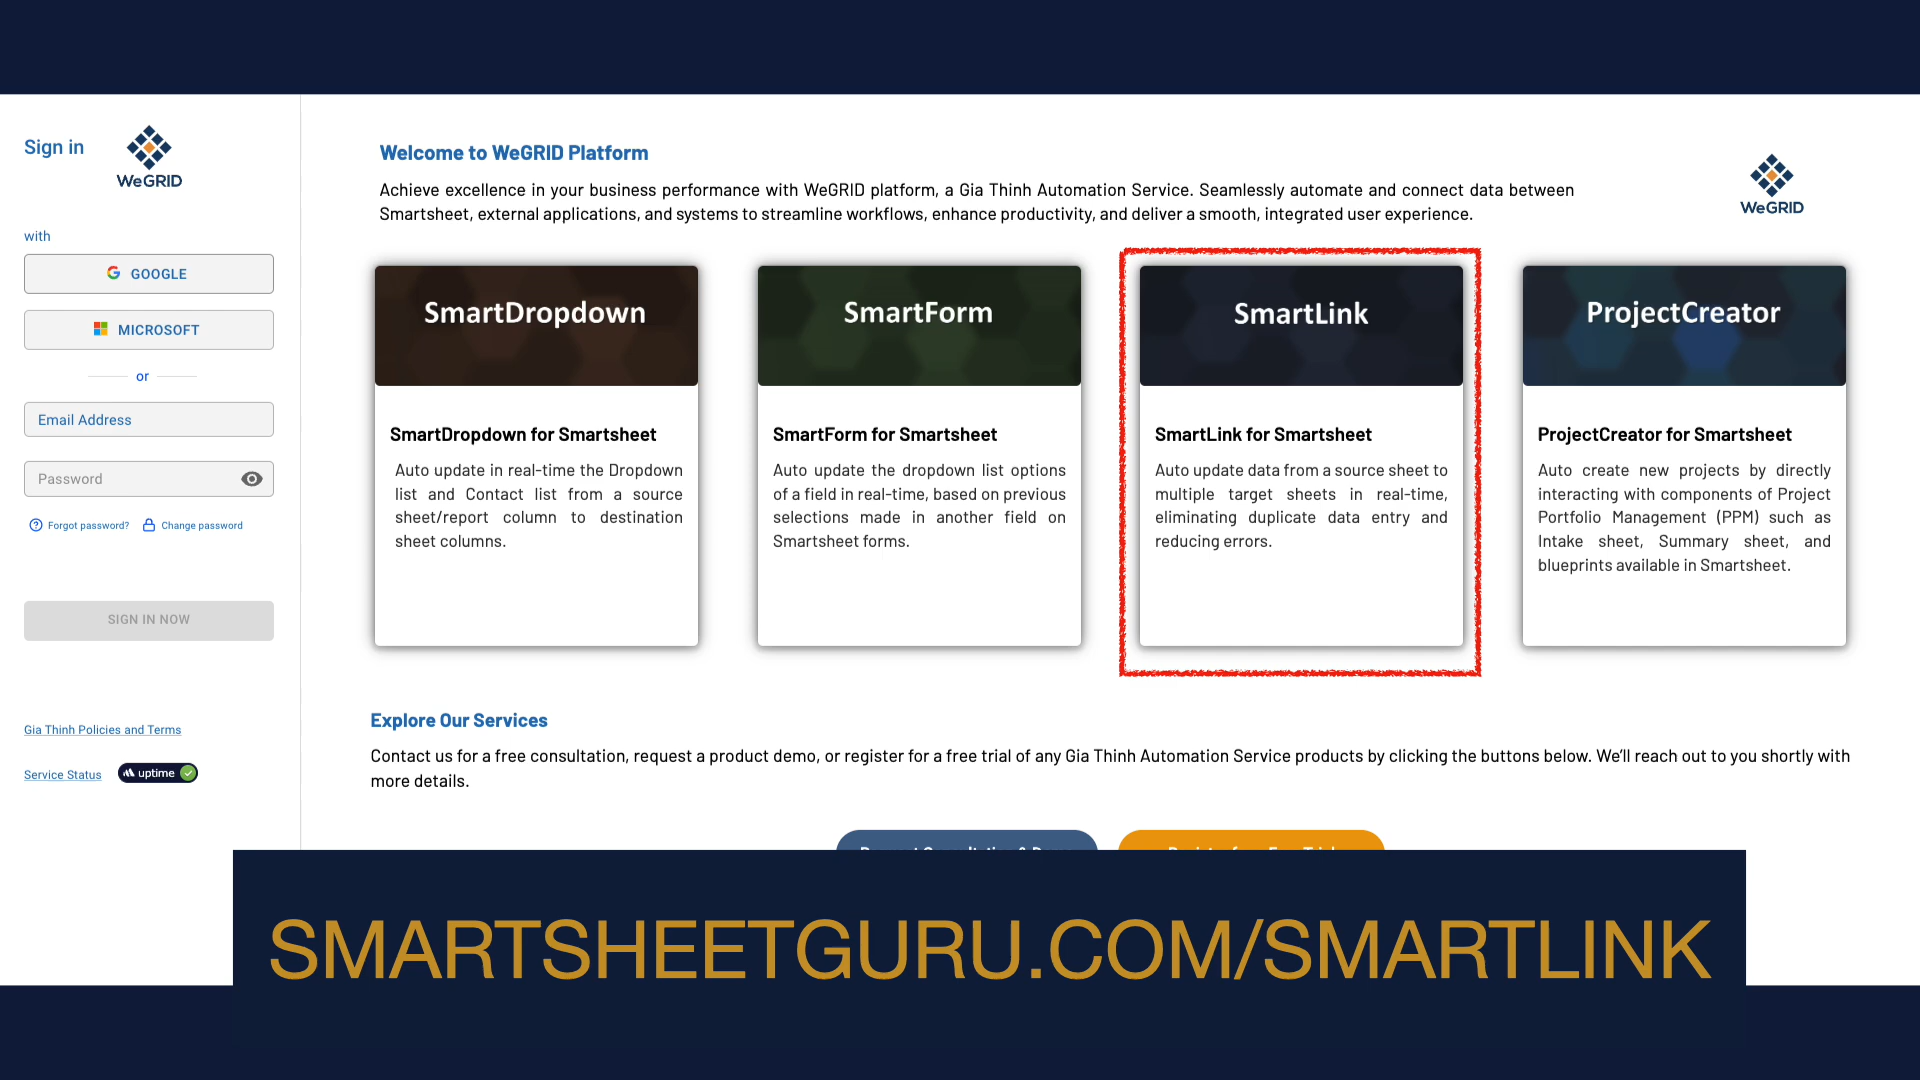 Sign in
WeGRID
with
GOOGLE
MICROSOFT
or
Email Address
Password
Forgot password?
Change password
SIGN IN NOW
Gia Thinh Policies and Terms
Service Status
uptime
Welcome to WeGRID Platform
Achieve excellence in your business performance with WeGRID platform, a Gia Thinh Automation Service. Seamlessly automate and connect data between
Smartsheet, external applications, and systems to streamline workflows, enhance productivity, and deliver a smooth, integrated user experience.
WeGRID
SmartDropdown
SmartDropdown for Smartsheet
Auto update in real-time the Dropdown
list and Contact list from a source
sheet/report column to destination
sheet columns.
SmartForm
SmartForm for Smartsheet
Auto update the dropdown list options
of a field in real-time, based on previous
selections made in another field on
Smartsheet forms.
SmartLink
SmartLink for Smartsheet
Auto update data from a source sheet to
multiple target sheets in real-time,
eliminating duplicate data entry and
reducing errors.
ProjectCreator
ProjectCreator for Smartsheet
Auto create new projects by directly
interacting with components of Project
Portfolio Management (PPM) such as
Intake sheet, Summary sheet, and
blueprints available in Smartsheet.
Explore Our Services
Contact us for a free consultation, request a product demo, or register for a free trial of any Gia Thinh Automation Service products by clicking the buttons below. We’ll reach out to you shortly with
more details.
SMARTSHEETGURU.COM/SMARTLINK